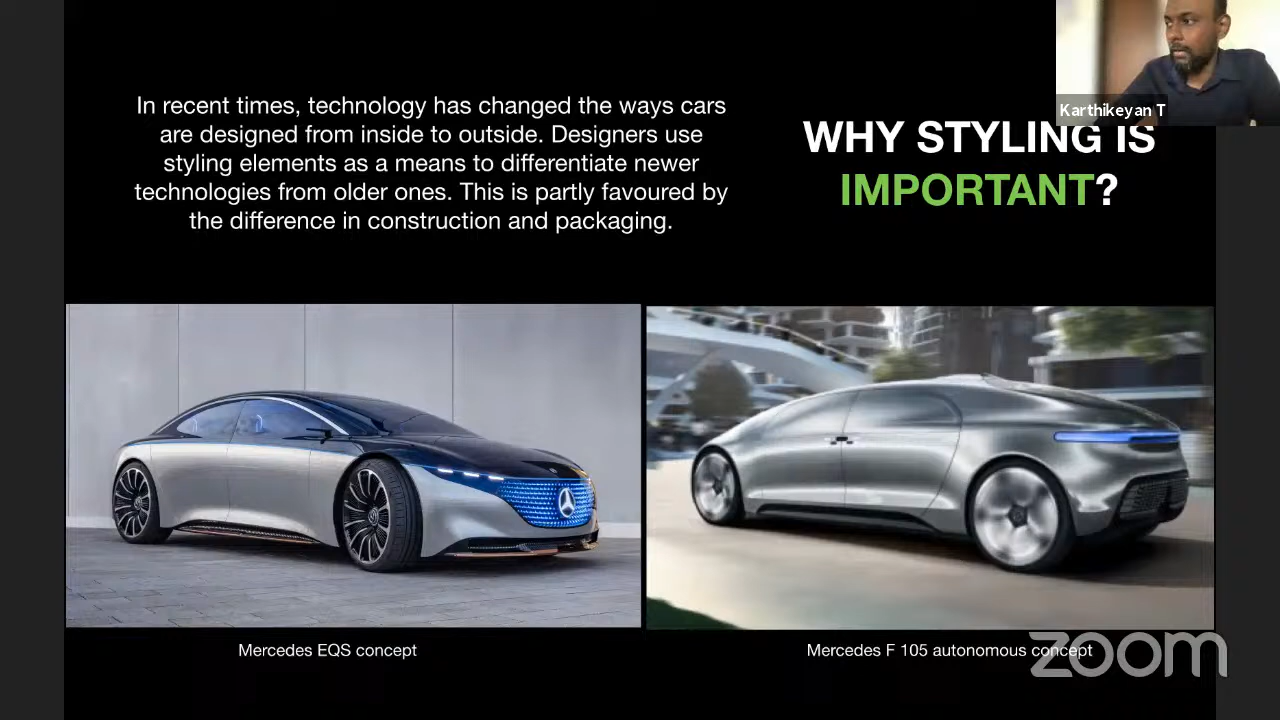 In recent times, technology has changed the ways cars
are designed from inside to outside. Designers use
styling elements as a means to differentiate newer
technologies from older ones. This is partly favoured by
the difference in construction and packaging.
Karthikeyan T
WHY STYLING IS
IMPORTANT?
Mercedes EQS concept
Mercedes F 105 autonomous concept
zoom